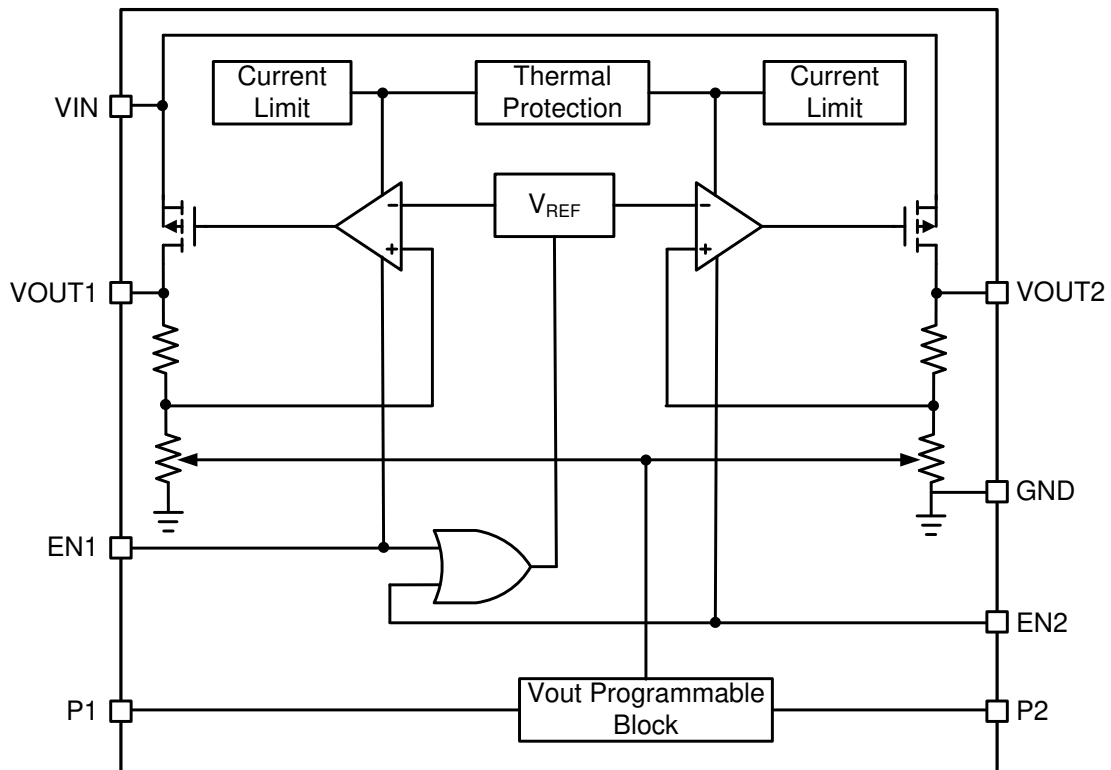 Current
Limit
Thermal
Protection
Current
Limit
VIN
VREF
-
-
+
+
VOUT1
VOUT2
GND
EN1
EN2
Vout Programmable
Block
P1
P2